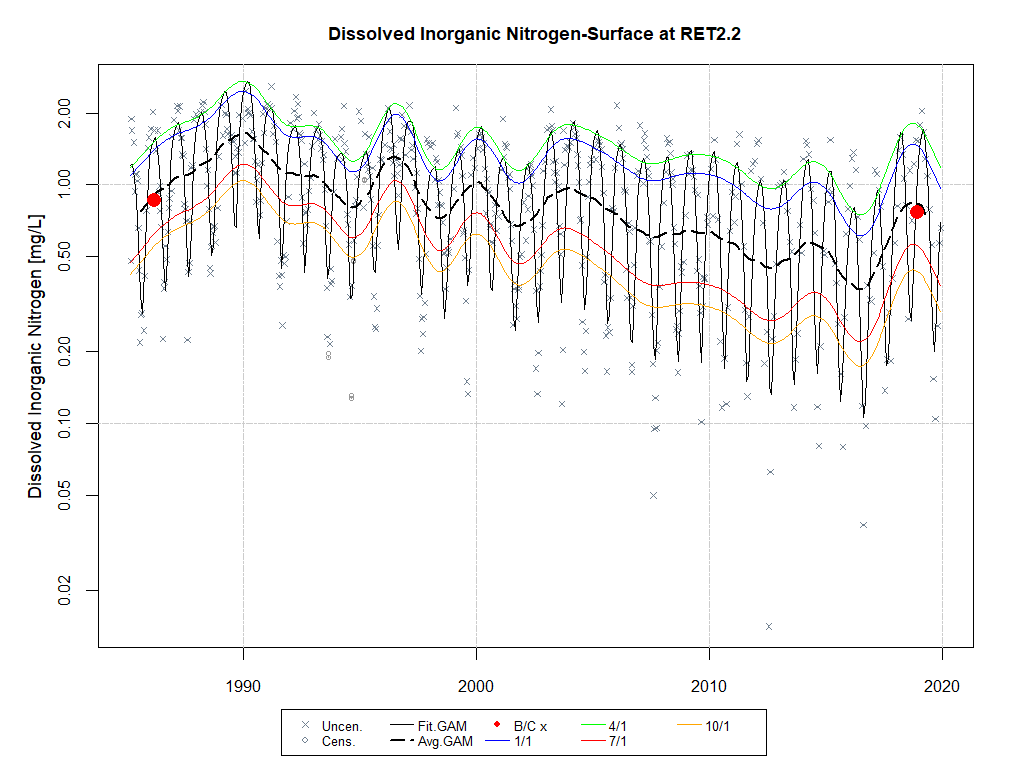 Dissolved Inorganic Nitrogen-Surface at RET2.2
Dissolved Inorganic Nitrogen [mg/L]
2.00
1.00
0.50
0.20
0.10
0.05
0.02
1990 2000 2010 2020
Uncen. Fit.GAM B/C x 4/1 10/1
Cens. Avg.GAM 1/1 7/1